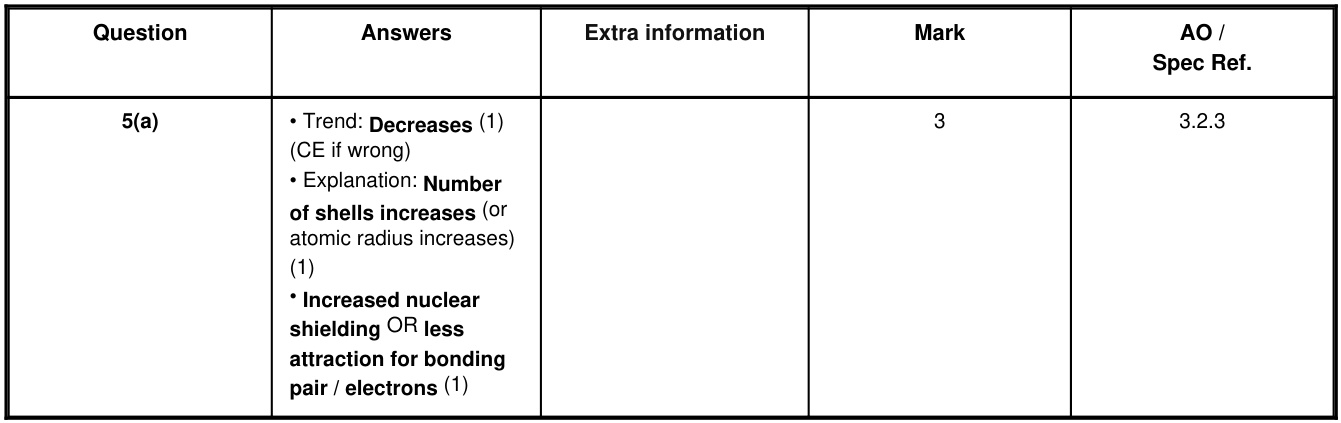 Question Answers Extra information Mark AO /
Spec Ref.
5(a) • Trend: Decreases (1) 3 3.2.3
(CE if wrong)
• Explanation: Number
of shells increases (or
atomic radius increases)
(1)
• Increased nuclear
shielding OR less
attraction for bonding
pair / electrons (1)